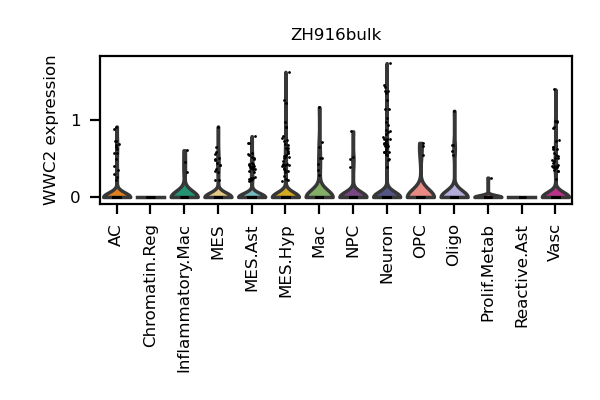 ZH916bulk
WWC2 expression
1
0
AC
Chromatin.Reg
Inflammatory.Mac
MES
MES.Ast
MES.Hyp
Mac
NPC
Neuron
OPC
Oligo
Prolif.Metab
Reactive.Ast
Vasc